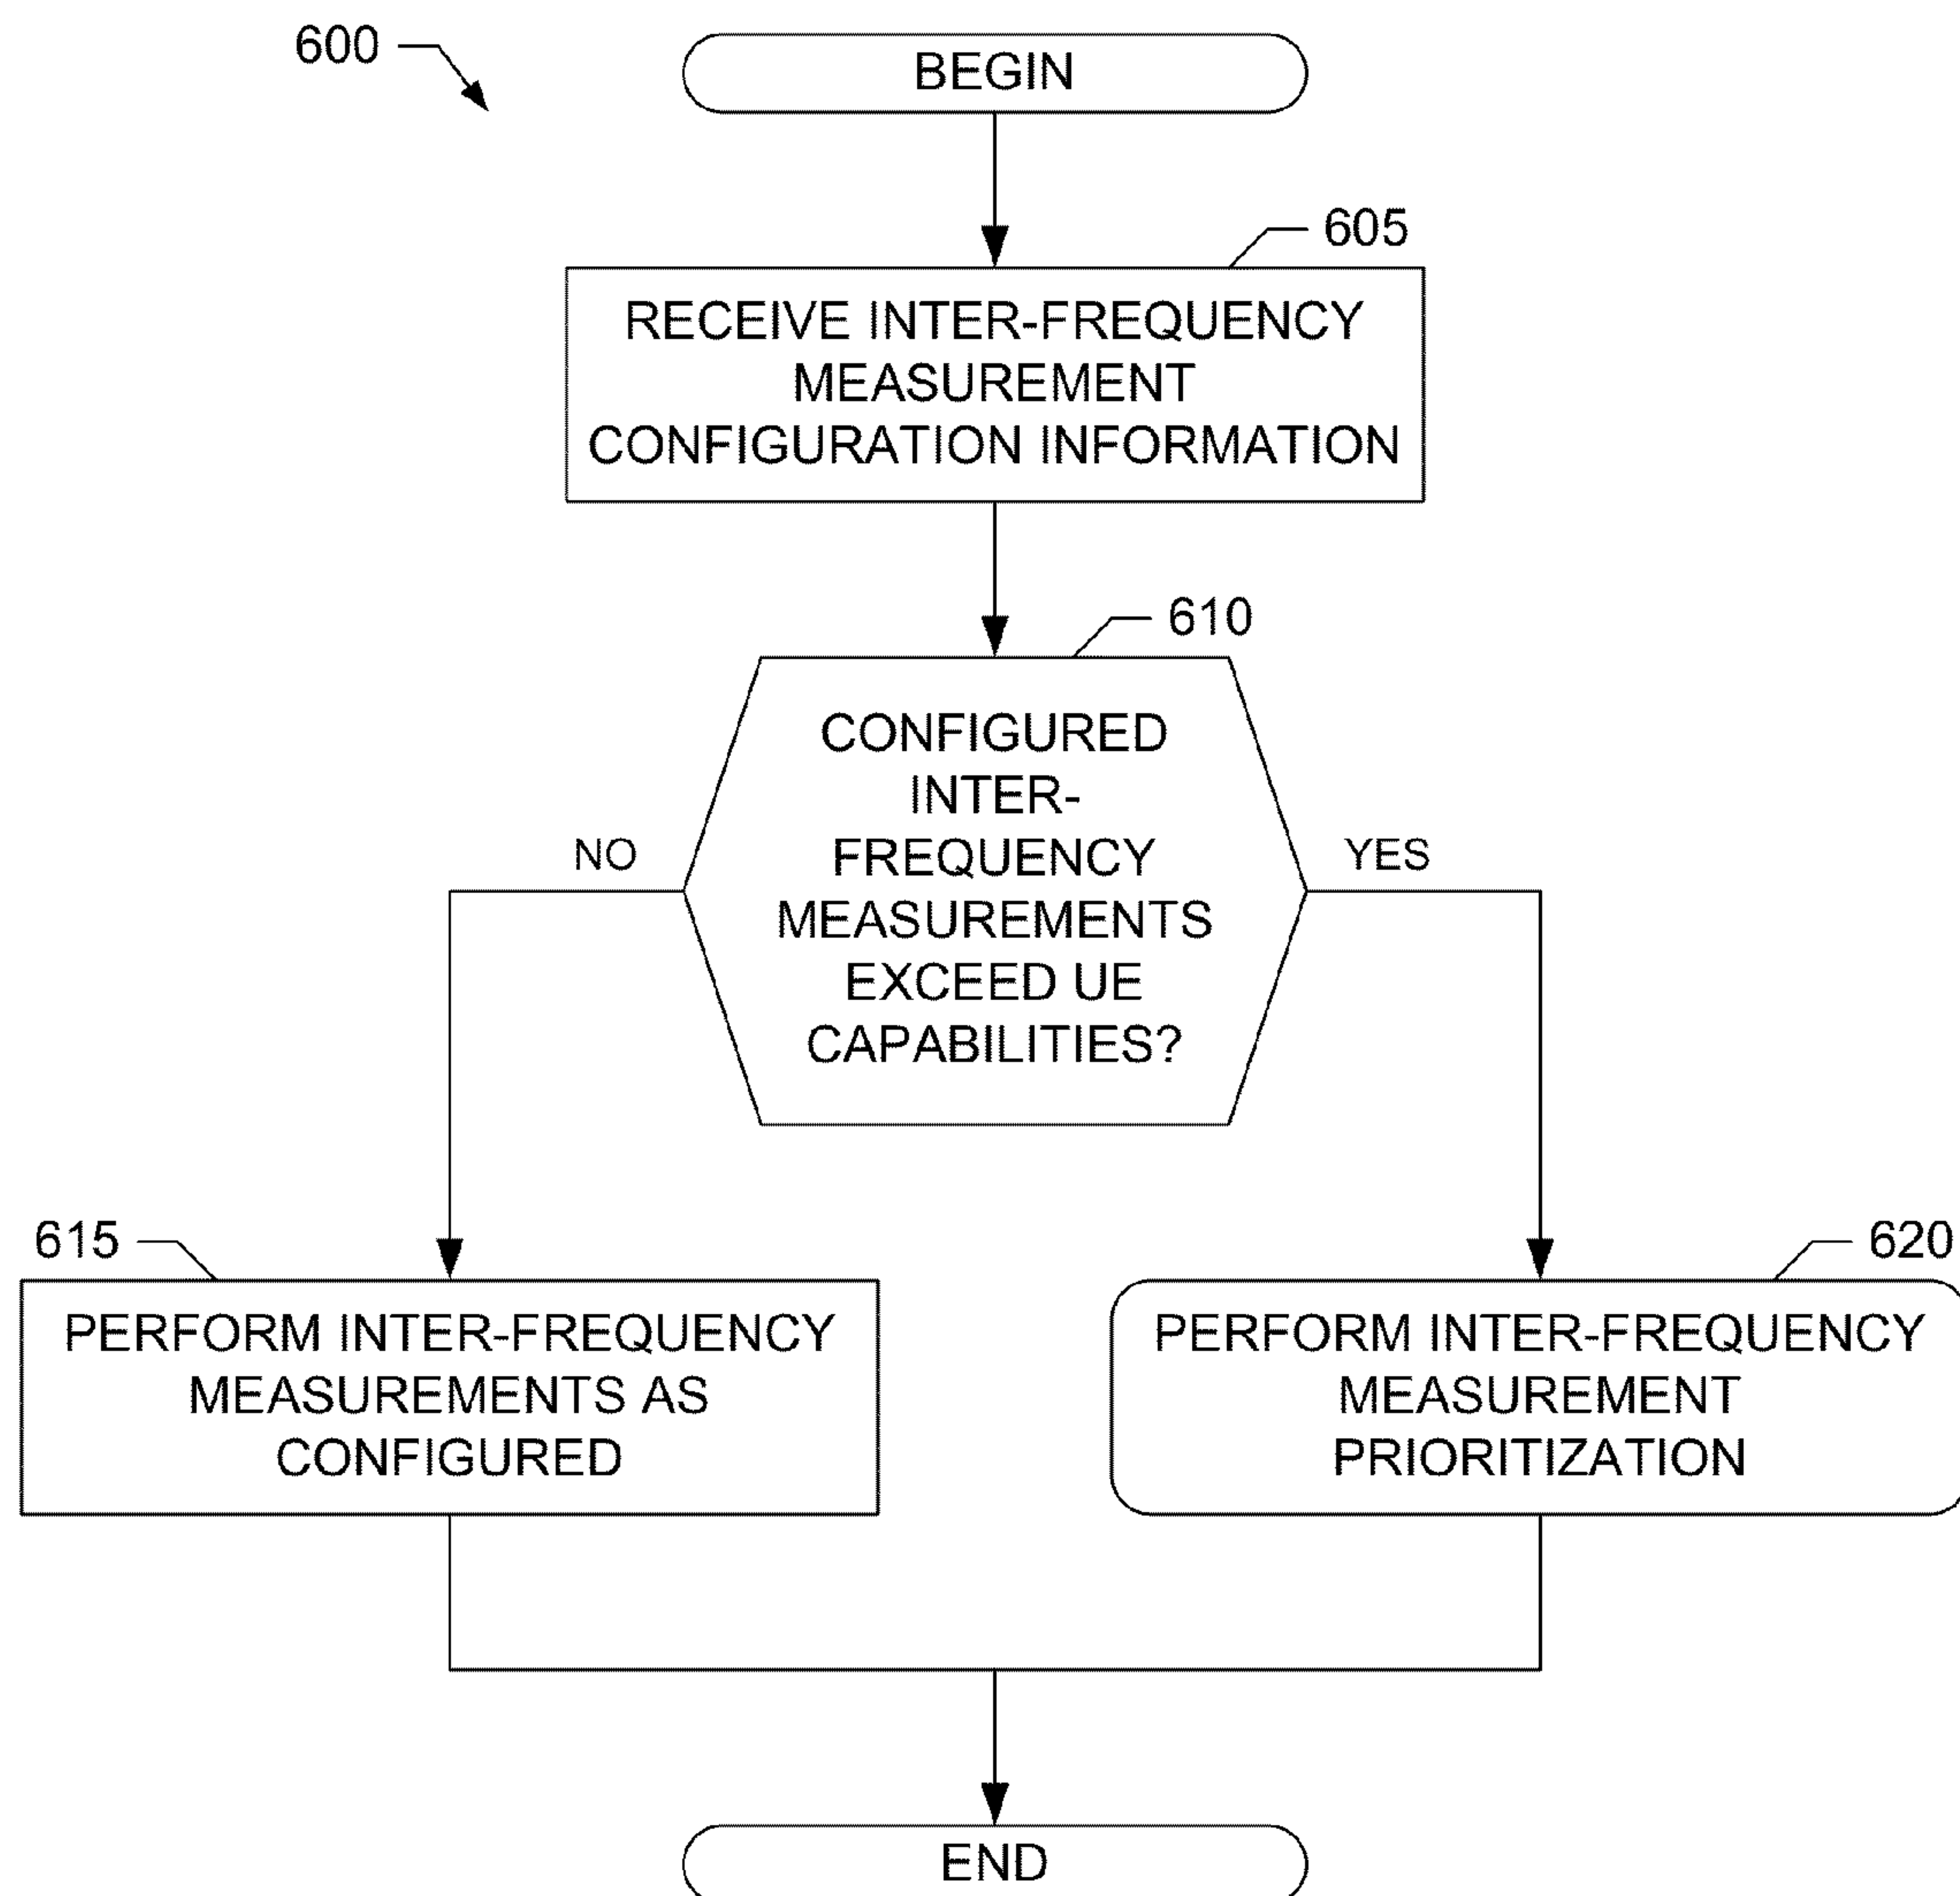 600
BEGIN
605
RECEIVE INTER-FREQUENCY
MEASUREMENT
CONFIGURATION INFORMATION
610
CONFIGURED
INTER-
FREQUENCY
MEASUREMENTS
EXCEED UE
CAPABILITIES?
NO
YES
615
PERFORM INTER-FREQUENCY
MEASUREMENTS AS
CONFIGURED
620
PERFORM INTER-FREQUENCY
MEASUREMENT
PRIORITIZATION
END